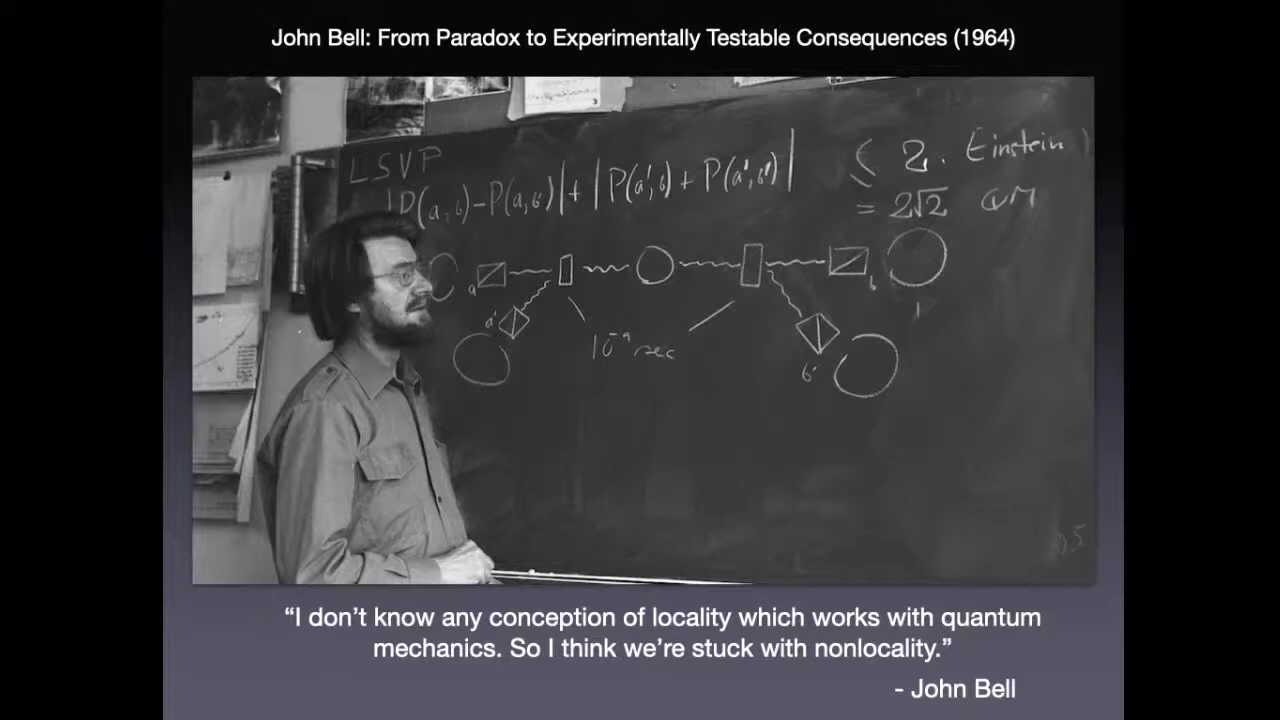 John Bell: From Paradox to Experimentally Testable Consequences (1964)
LSVP
|P(a,b)-P(a,b')|+|P(a',b)+P(a',b')| ≤ 2. Einstein
= 2√2 QM
a
b
a'
10⁻⁹ sec
b'
“I don’t know any conception of locality which works with quantum
mechanics. So I think we’re stuck with nonlocality.”
- John Bell